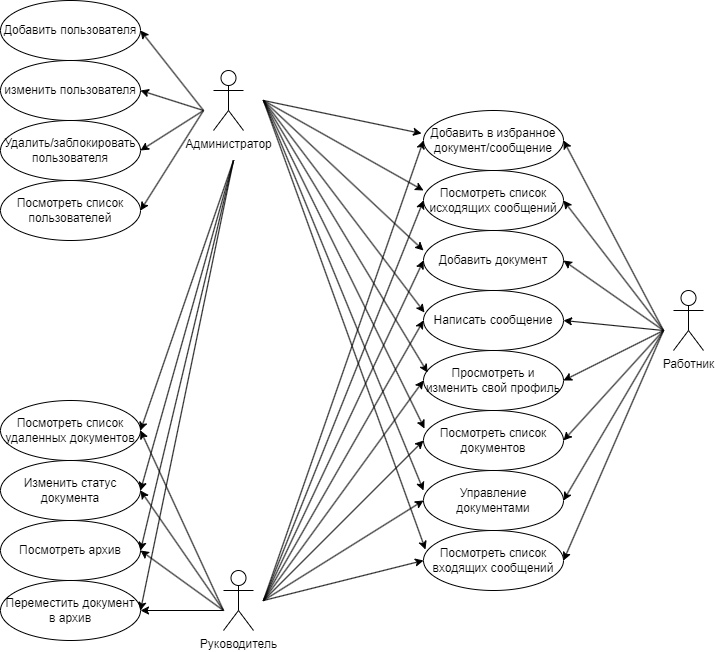 Добавить пользователя
изменить пользователя
Удалить/заблокировать
пользователя
Посмотреть список
пользователей
Администратор
Добавить в избранное
документ/сообщение
Посмотреть список
исходящих сообщений
Добавить документ
Написать сообщение
Просмотреть и
изменить свой профиль
Посмотреть список
документов
Управление
документами
Посмотреть список
входящих сообщений
Работник
Посмотреть список
удаленных документов
Изменить статус
документа
Посмотреть архив
Переместить документ
в архив
Руководитель